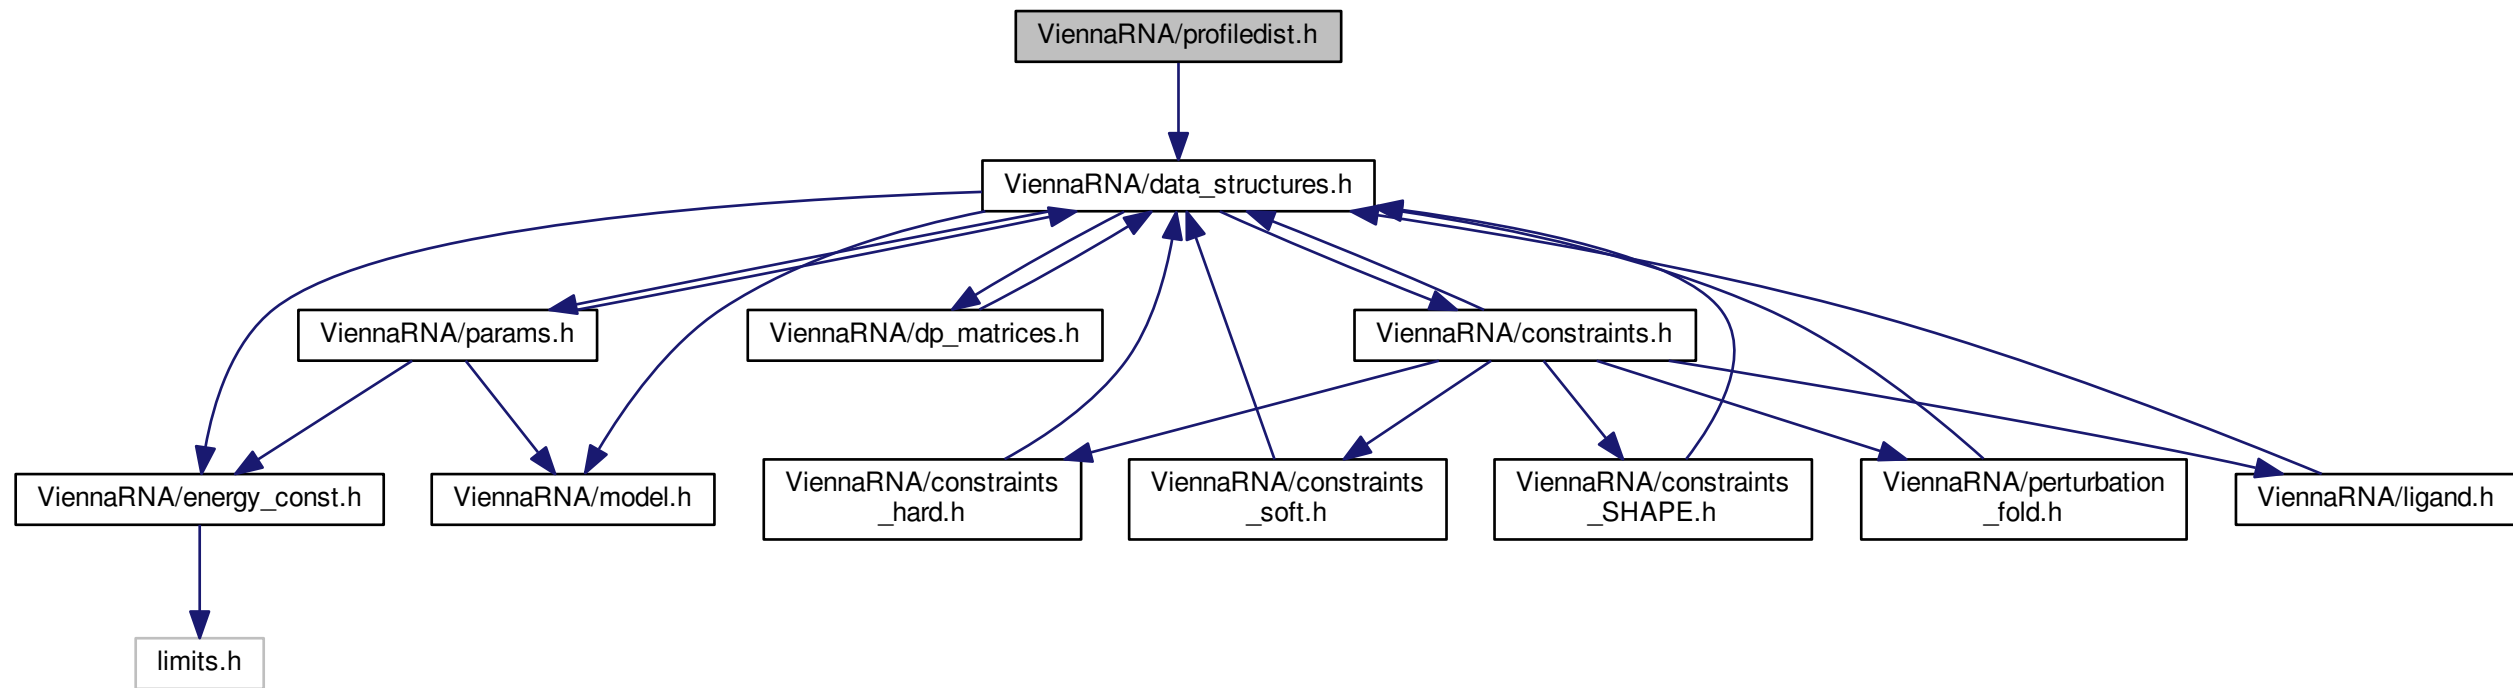 ViennaRNA/profiledist.h
ViennaRNA/data_structures.h
ViennaRNA/params.h
ViennaRNA/dp_matrices.h
ViennaRNA/constraints.h
ViennaRNA/energy_const.h
ViennaRNA/model.h
ViennaRNA/constraints
_hard.h
ViennaRNA/constraints
_soft.h
ViennaRNA/constraints
_SHAPE.h
ViennaRNA/perturbation
_fold.h
ViennaRNA/ligand.h
limits.h